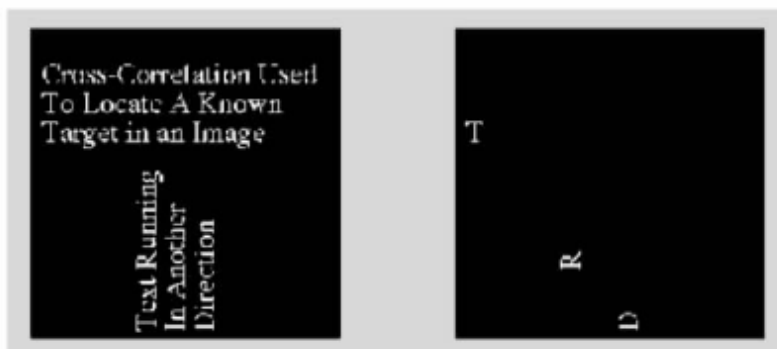 Cross-Correlation Used
To Locate A Known
Target in an Image
Text Running
In Another
Direction
T
R
D